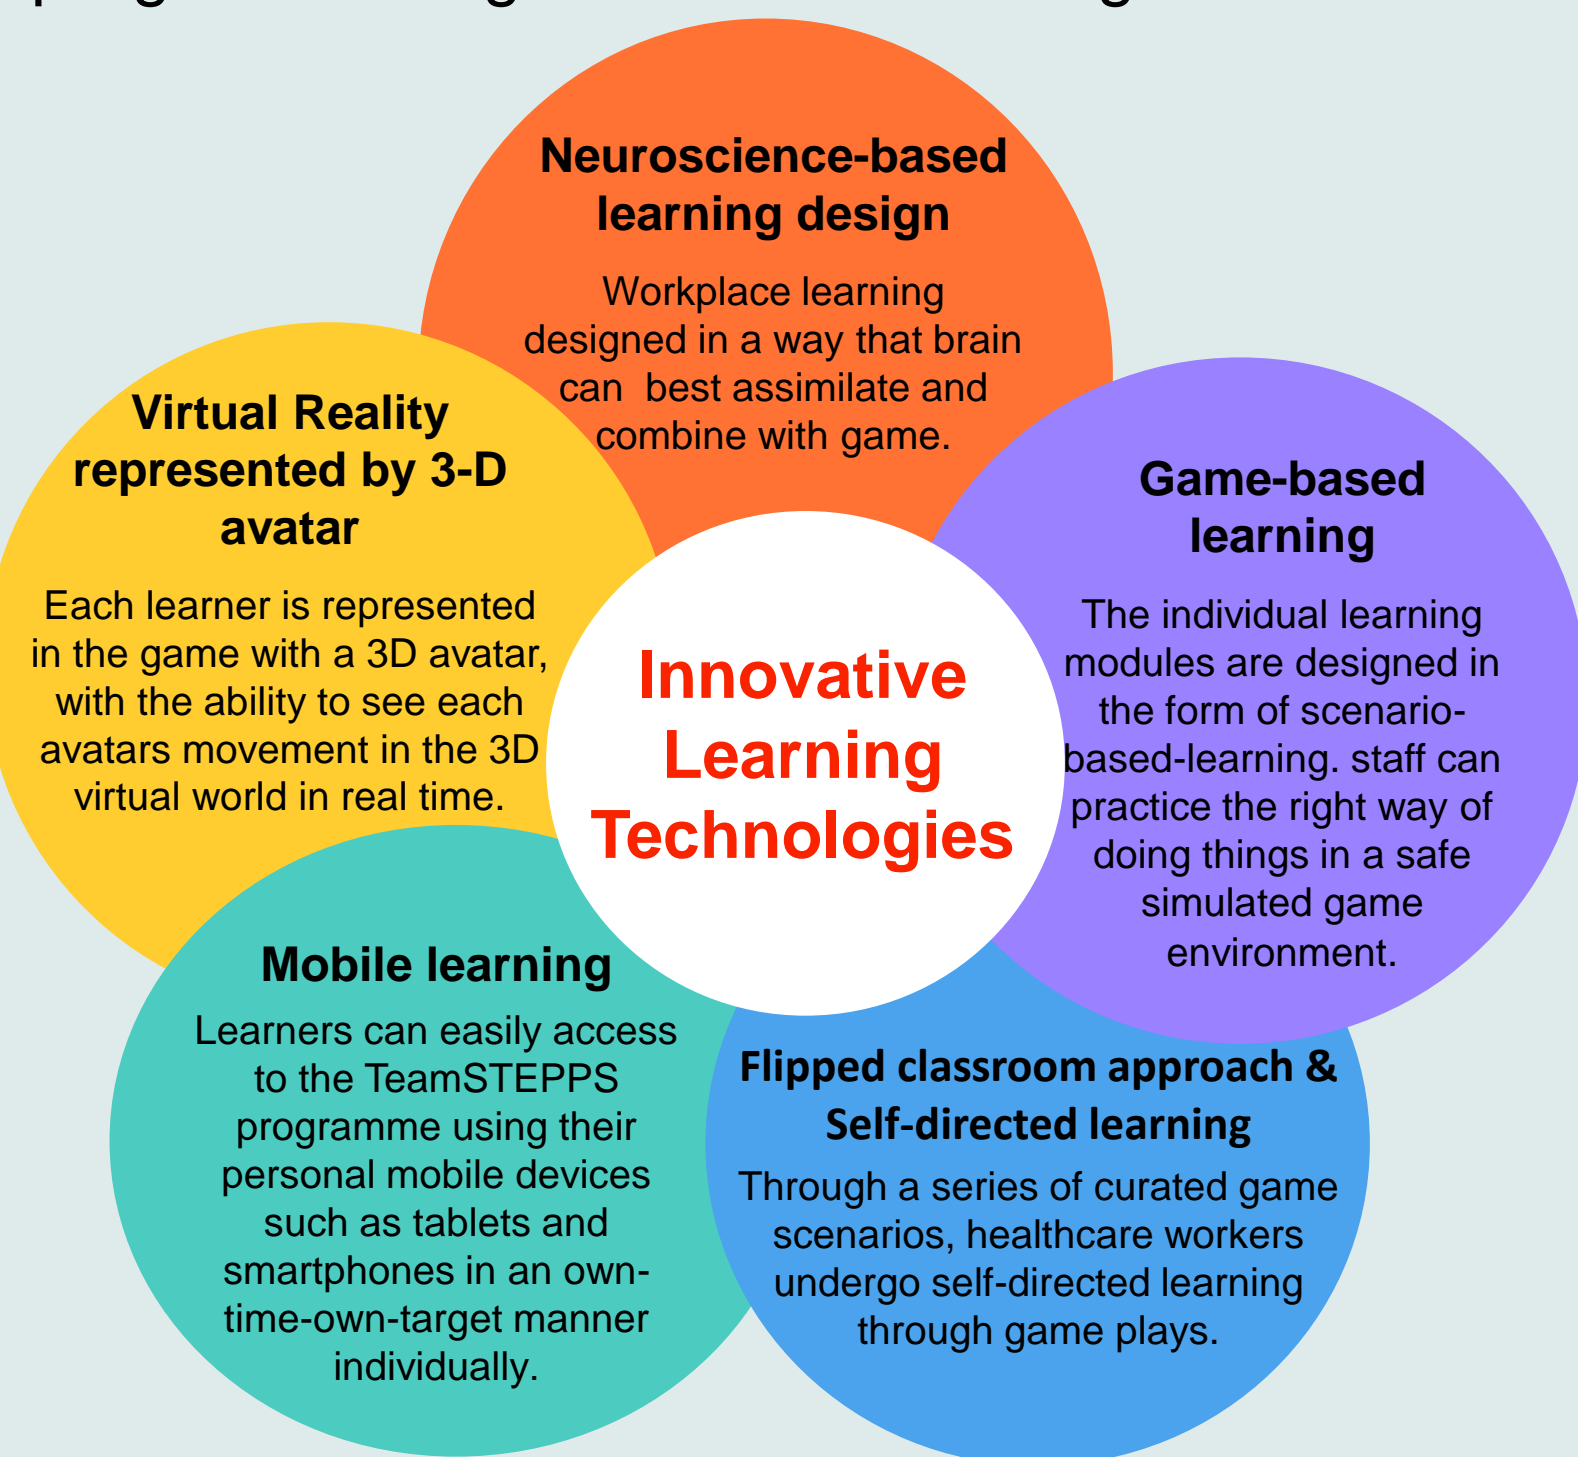 Neuroscience-based
learning design
Workplace learning
designed in a way that brain
can  best assimilate and
combine with game.
Virtual Reality
represented by 3-D
avatar
Each learner is represented
in the game with a 3D avatar,
with the ability to see each
avatars movement in the 3D
virtual world in real time.
Game-based
learning
The individual learning
modules are designed in
the form of scenario-
based-learning. staff can
practice the right way of
doing things in a safe
simulated game
environment.
Innovative
Learning
Technologies
Mobile learning
Learners can easily access
to the TeamSTEPPS
programme using their
personal mobile devices
such as tablets and
smartphones in an own-
time-own-target manner
individually.
Flipped classroom approach &
Self-directed learning
Through a series of curated game
scenarios, healthcare workers
undergo self-directed learning
through game plays.